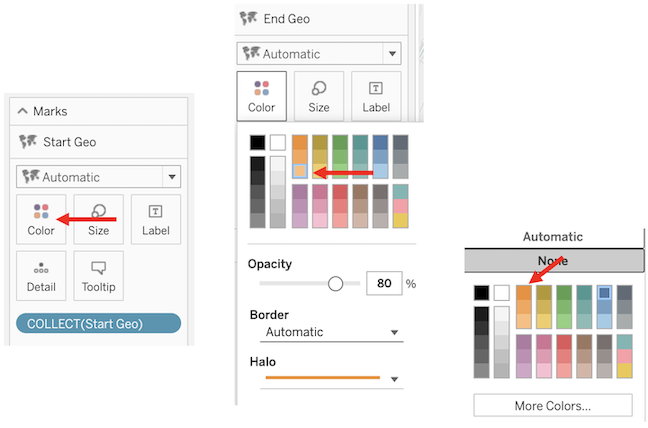 Marks
Start Geo
Automatic
Color Size Label
Detail Tooltip
COLLECT(Start Geo)
End Geo
Automatic
Color Size Label
Opacity
80 %
Border
Automatic
Halo
Automatic
None
More Colors...